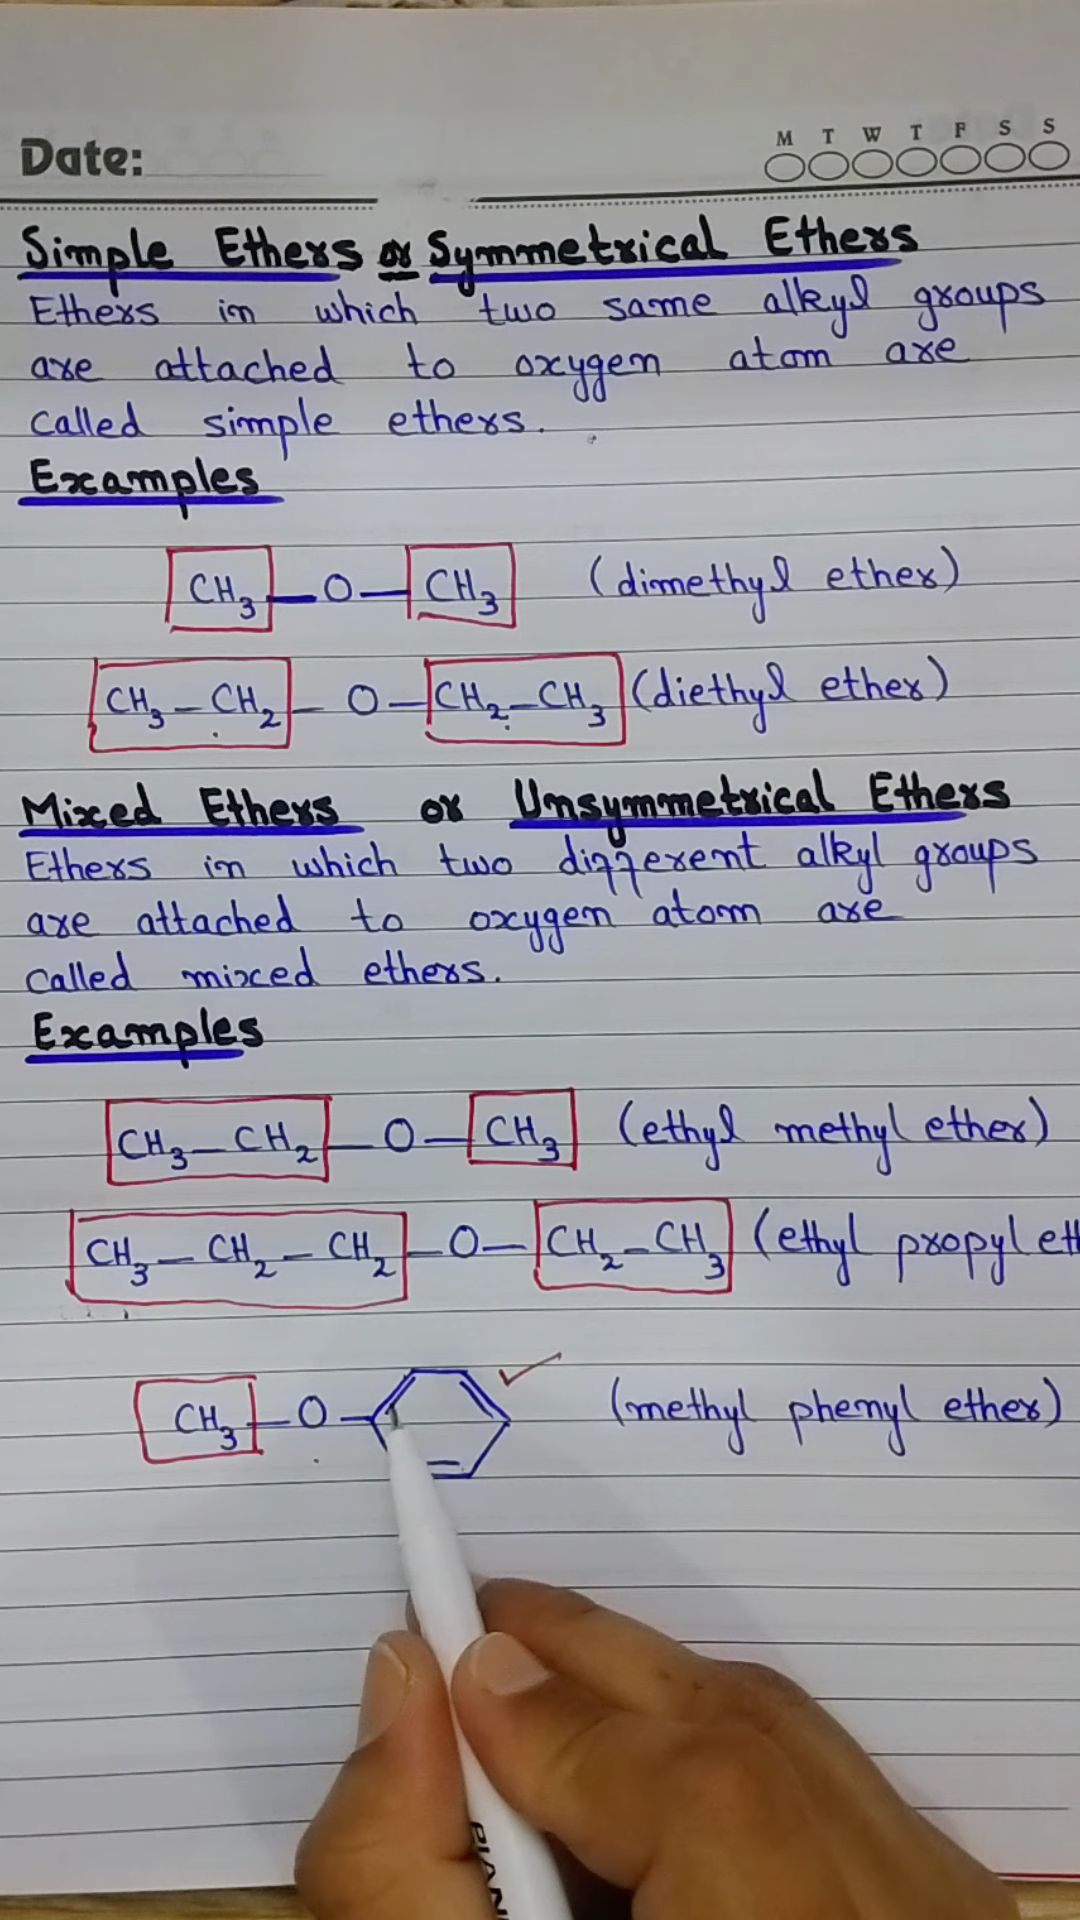 Date:
M T W T F S S
Simple Ethers or Symmetrical Ethers
Ethers in which two same alkyl groups
are attached to oxygen atom are
called simple ethers.
Examples
CH3—O—CH3 (dimethyl ether)
CH3—CH2—O—CH2—CH3 (diethyl ether)
Mixed Ethers or Unsymmetrical Ethers
Ethers in which two different alkyl groups
are attached to oxygen atom are
called mixed ethers.
Examples
CH3—CH2—O—CH3 (ethyl methyl ether)
CH3—CH2—CH2—O—CH2—CH3 (ethyl propyl eth
CH3—O— (methyl phenyl ether)
PIAN